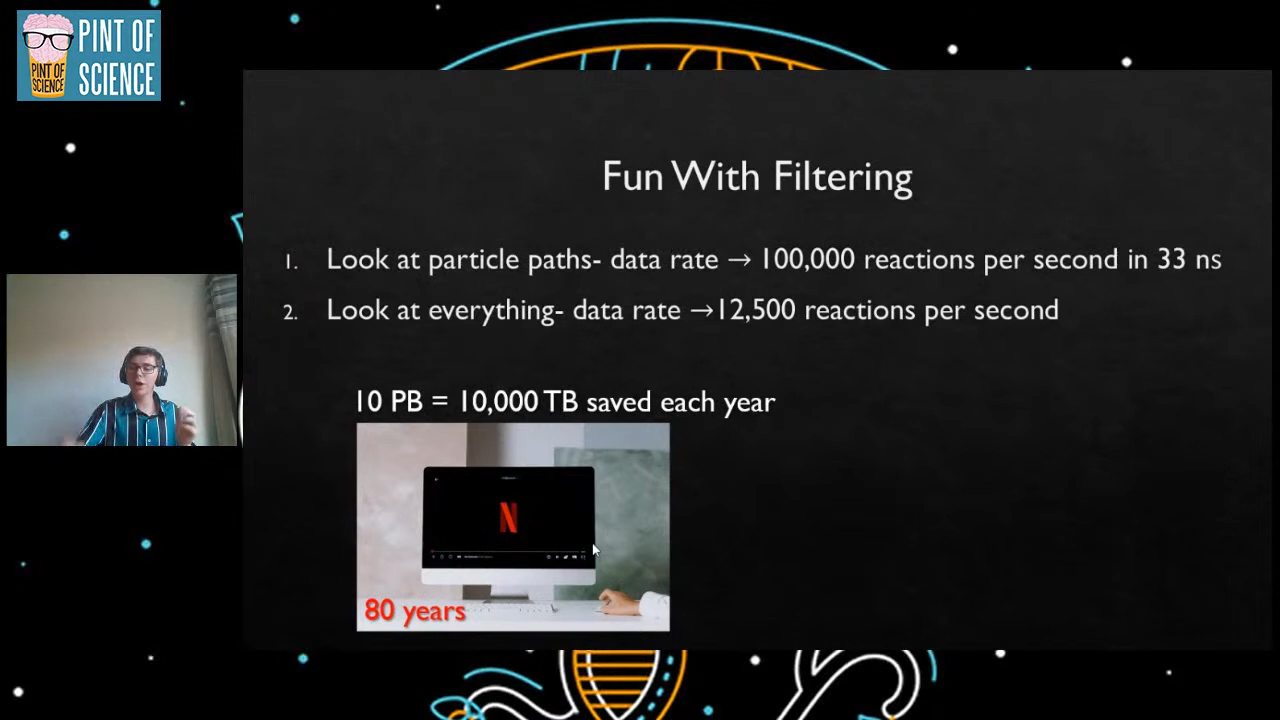 PINT OF
SCIENCE
PINT OF
SCIENCE
Fun With Filtering
1. Look at particle paths- data rate → 100,000 reactions per second in 33 ns
2. Look at everything- data rate →12,500 reactions per second
10 PB = 10,000 TB saved each year
N
80 years